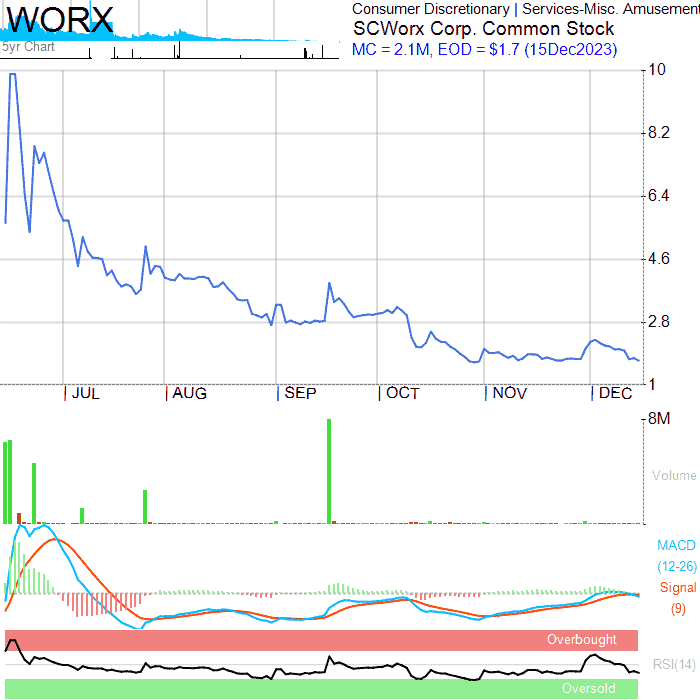 WORX
5yr Chart
Consumer Discretionary | Services-Misc. Amusement
SCWorx Corp. Common Stock
MC = 2.1M, EOD = $1.7 (15Dec2023)
10
8.2
6.4
4.6
2.8
1
JUL
AUG
SEP
OCT
NOV
DEC
8M
Volume
MACD
(12-26)
Signal
(9)
Overbought
RSI(14)
Oversold